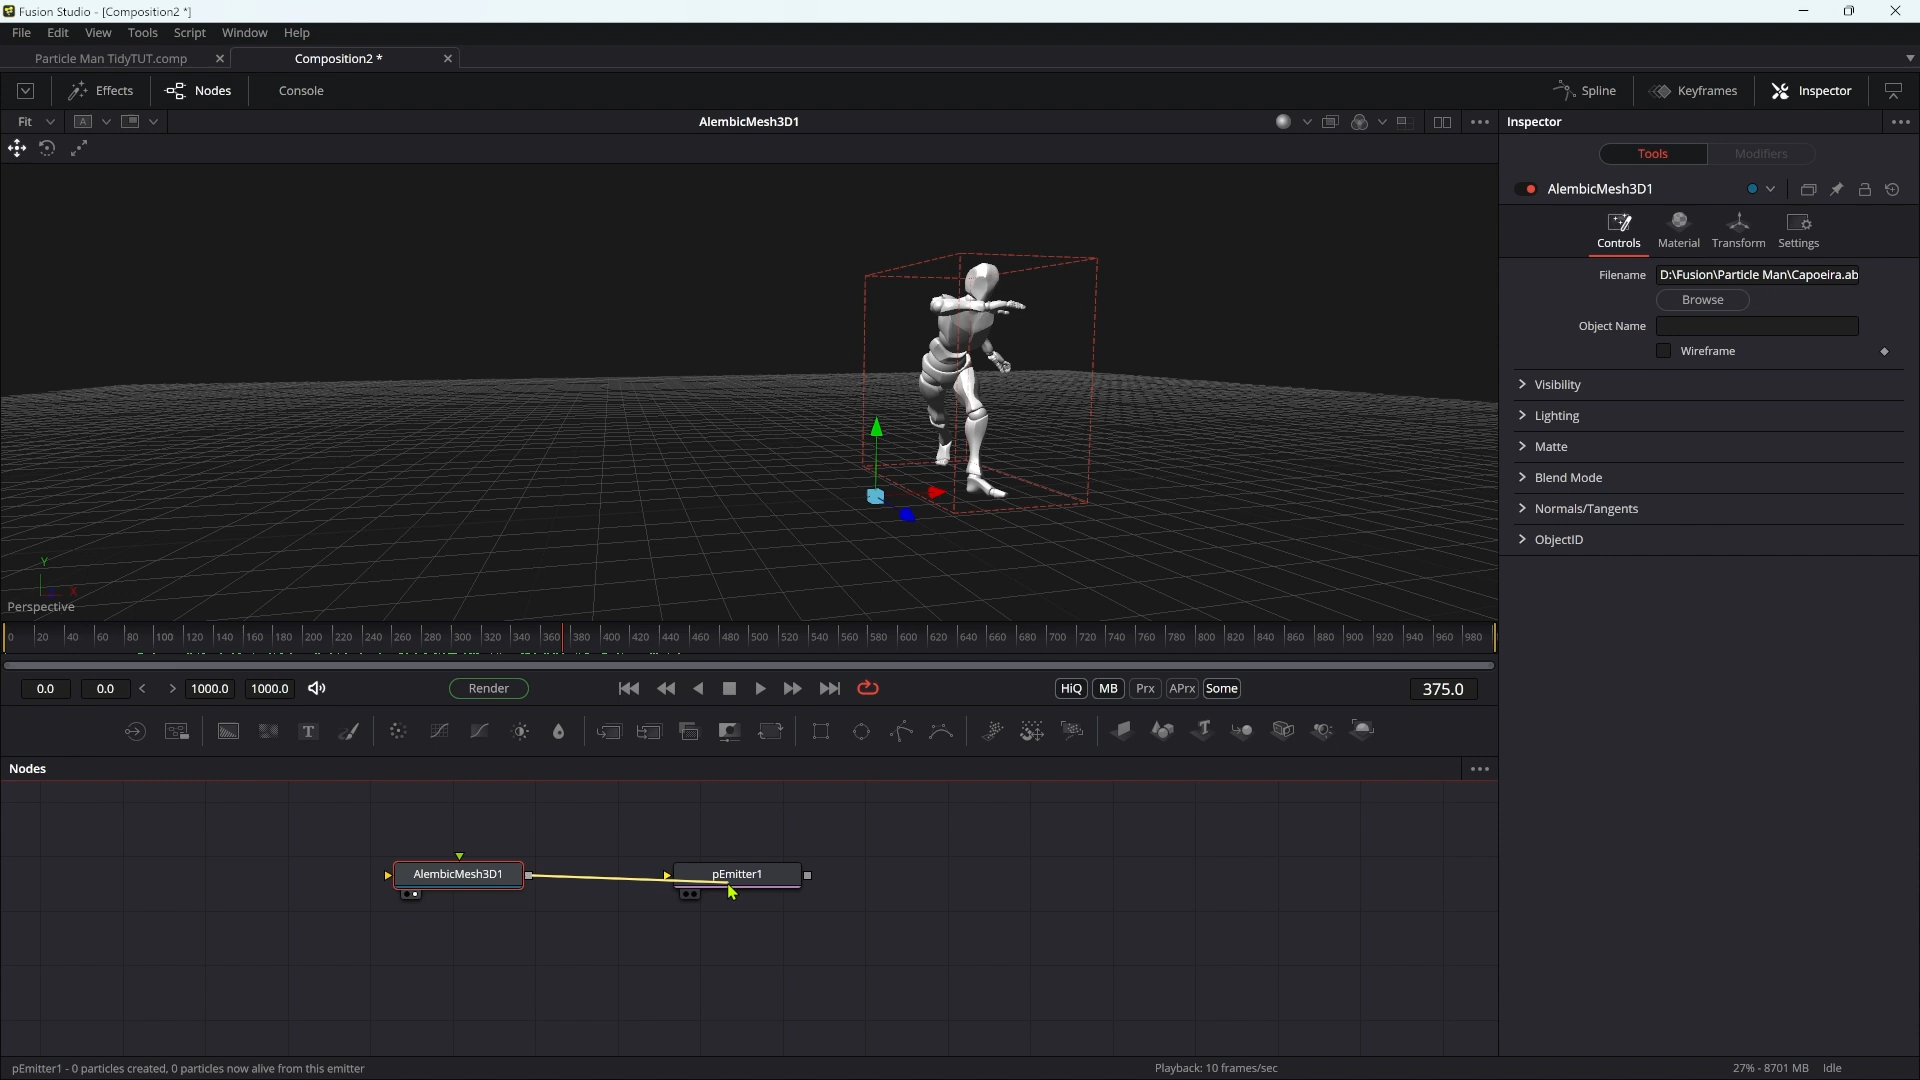 Fusion Studio - [Composition2 *]
File Edit View Tools Script Window Help
Particle Man TidyTUT.comp Composition2 *
Effects Nodes Console Spline Keyframes Inspector
Fit A AlembicMesh3D1 Inspector
Tools Modifiers
AlembicMesh3D1
Controls Material Transform Settings
Filename D:\Fusion\Particle Man\Capoeira.ab
Browse
Object Name
Wireframe
Visibility
Lighting
Matte
Blend Mode
Normals/Tangents
ObjectID
Y
X
Perspective
0 20 40 60 80 100 120 140 160 180 200 220 240 260 280 300 320 340 360 380 400 420 440 460 480 500 520 540 560 580 600 620 640 660 680 700 720 740 760 780 800 820 840 860 880 900 920 940 960 980
0.0 0.0 < > 1000.0 1000.0 Render HiQ MB Prx APrx Some 375.0
T T
Nodes
AlembicMesh3D1 pEmitter1
pEmitter1 - 0 particles created, 0 particles now alive from this emitter Playback: 10 frames/sec 27% - 8701 MB Idle